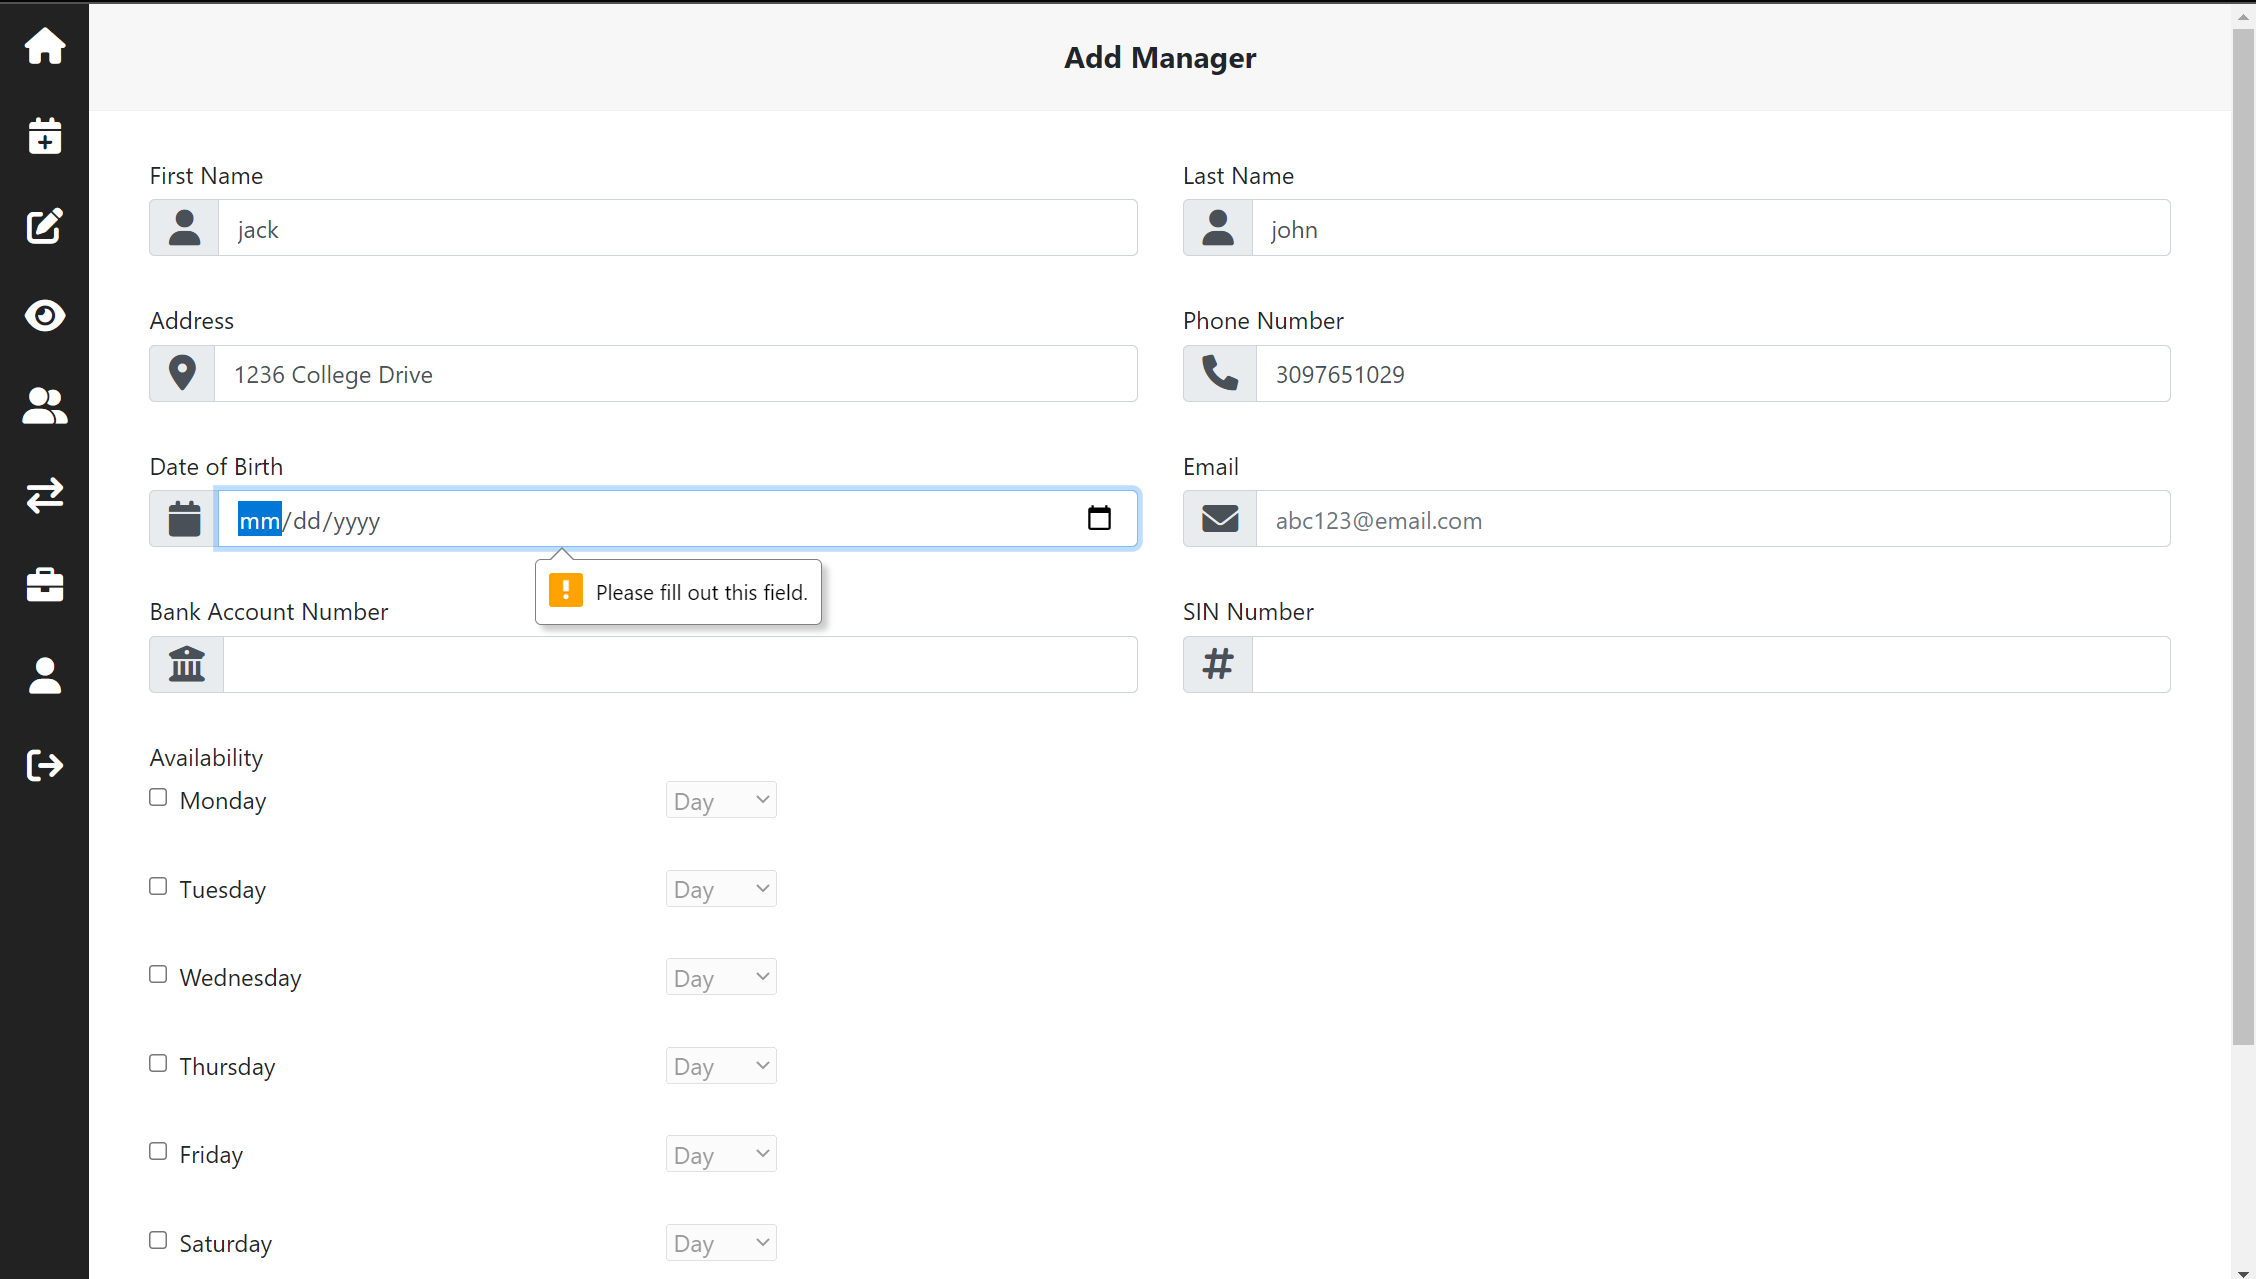 Add Manager
First Name
Last Name
jack
john
Address
Phone Number
1236 College Drive
3097651029
Date of Birth
Email
mm/dd/yyyy
abc123@email.com
! Please fill out this field.
Bank Account Number
SIN Number
#
Availability
Monday Day
Tuesday Day
Wednesday Day
Thursday Day
Friday Day
Saturday Day